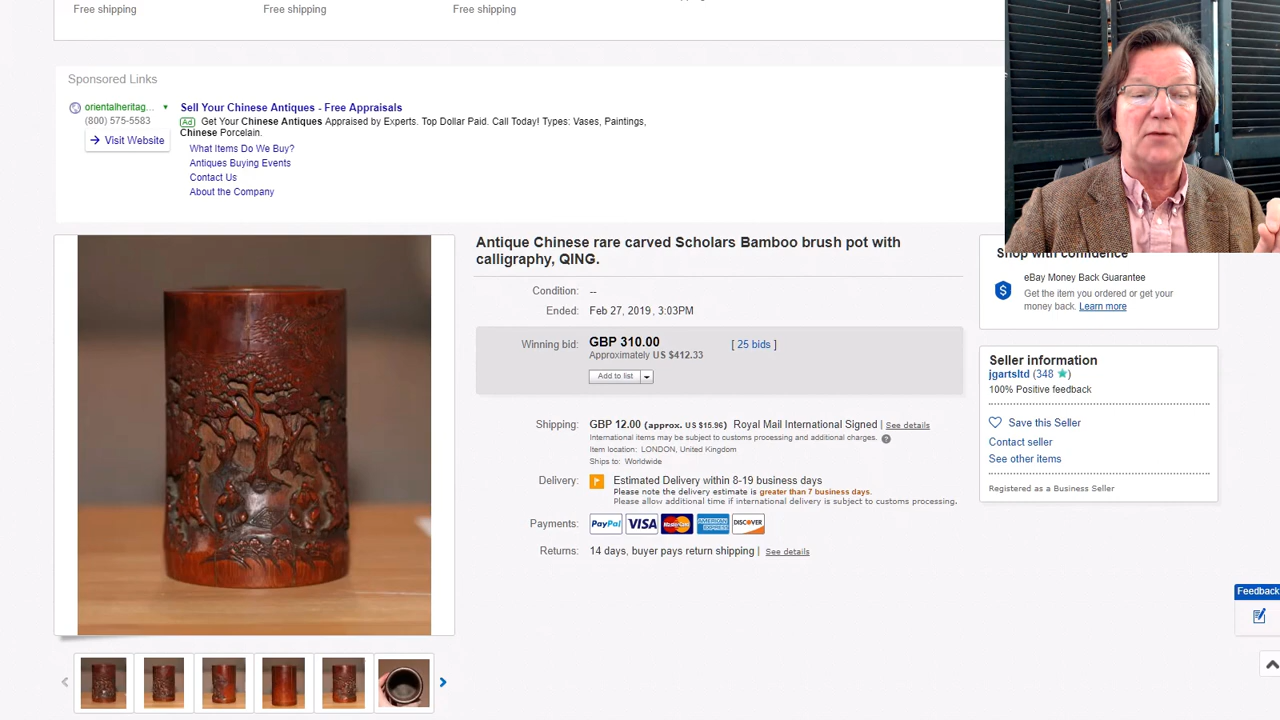 Free shipping
Free shipping
Free shipping
Sponsored Links
orientalheritag...
(800) 575-5583
Visit Website
Sell Your Chinese Antiques - Free Appraisals
Ad Get Your Chinese Antiques Appraised by Experts. Top Dollar Paid. Call Today! Types: Vases, Paintings,
Chinese Porcelain.
What Items Do We Buy?
Antiques Buying Events
Contact Us
About the Company
Antique Chinese rare carved Scholars Bamboo brush pot with
calligraphy, QING.
Condition: --
Ended: Feb 27, 2019, 3:03PM
Winning bid: GBP 310.00 [ 25 bids ]
Approximately US $412.33
Add to list
Shipping: GBP 12.00 (approx. US $15.96) Royal Mail International Signed | See details
International items may be subject to customs processing and additional charges.
Item location: LONDON, United Kingdom
Ships to: Worldwide
Delivery: Estimated Delivery within 8-19 business days
Please note the delivery estimate is greater than 7 business days.
Please allow additional time if international delivery is subject to customs processing.
Payments: PayPal VISA MasterCard AMERICAN EXPRESS DISCOVER
Returns: 14 days, buyer pays return shipping | See details
Shop with confidence
eBay Money Back Guarantee
Get the item you ordered or get your
money back. Learn more
Seller information
jgartsltd (348)
100% Positive feedback
Save this Seller
Contact seller
See other items
Registered as a Business Seller
Feedback